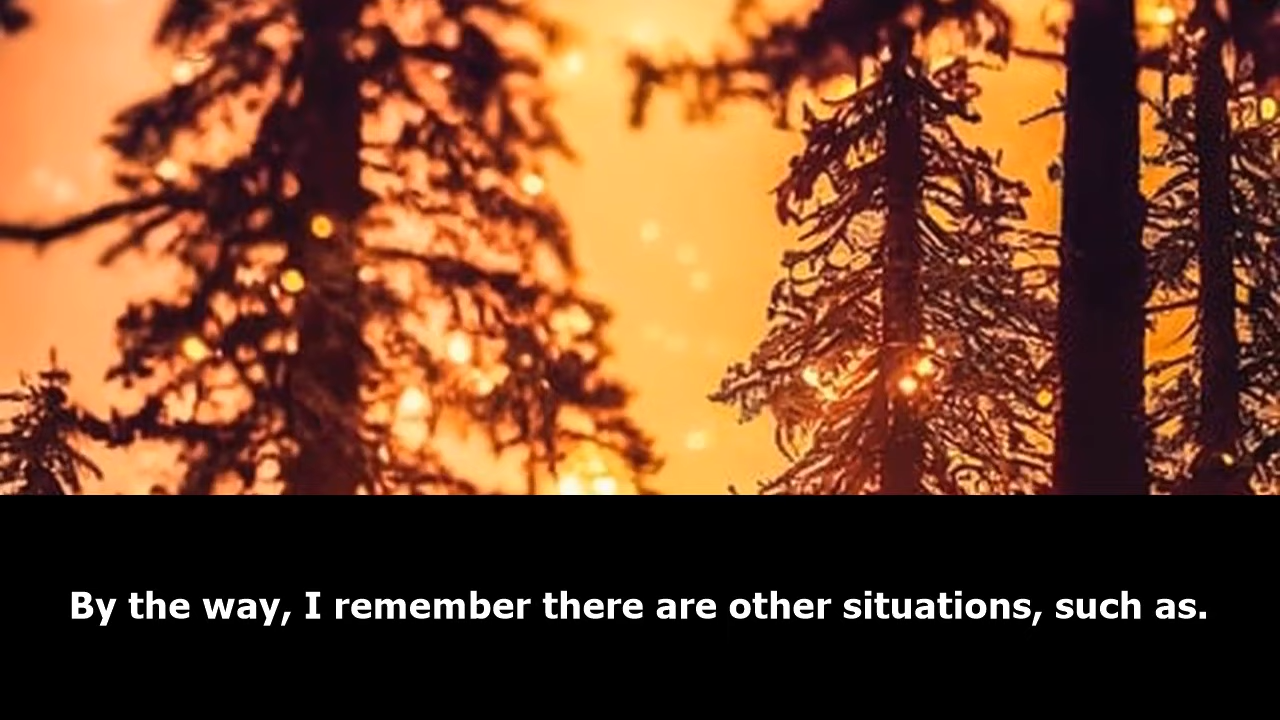 By the way, I remember there are other situations, such as.